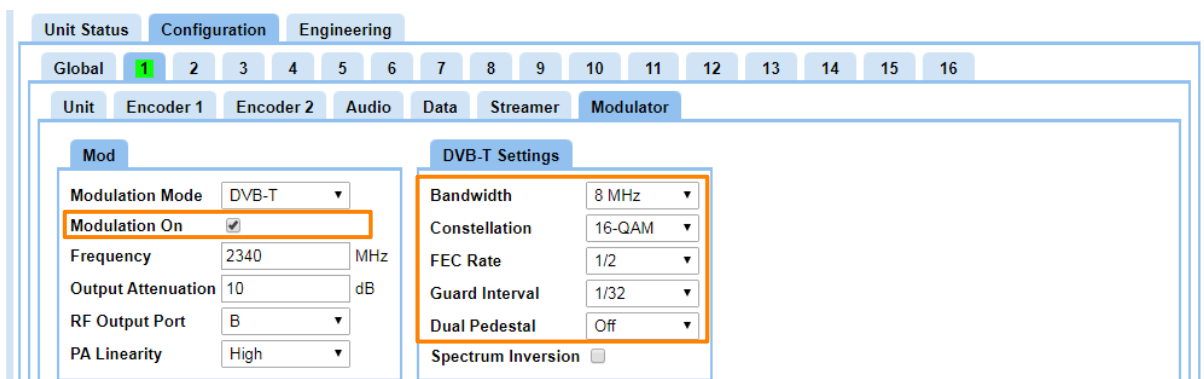 Unit Status Configuration Engineering
Global 1 2 3 4 5 6 7 8 9 10 11 12 13 14 15 16
Unit Encoder 1 Encoder 2 Audio Data Streamer Modulator
Mod
Modulation Mode DVB-T
Modulation On
Frequency 2340 MHz
Output Attenuation 10 dB
RF Output Port B
PA Linearity High
DVB-T Settings
Bandwidth 8 MHz
Constellation 16-QAM
FEC Rate 1/2
Guard Interval 1/32
Dual Pedestal Off
Spectrum Inversion